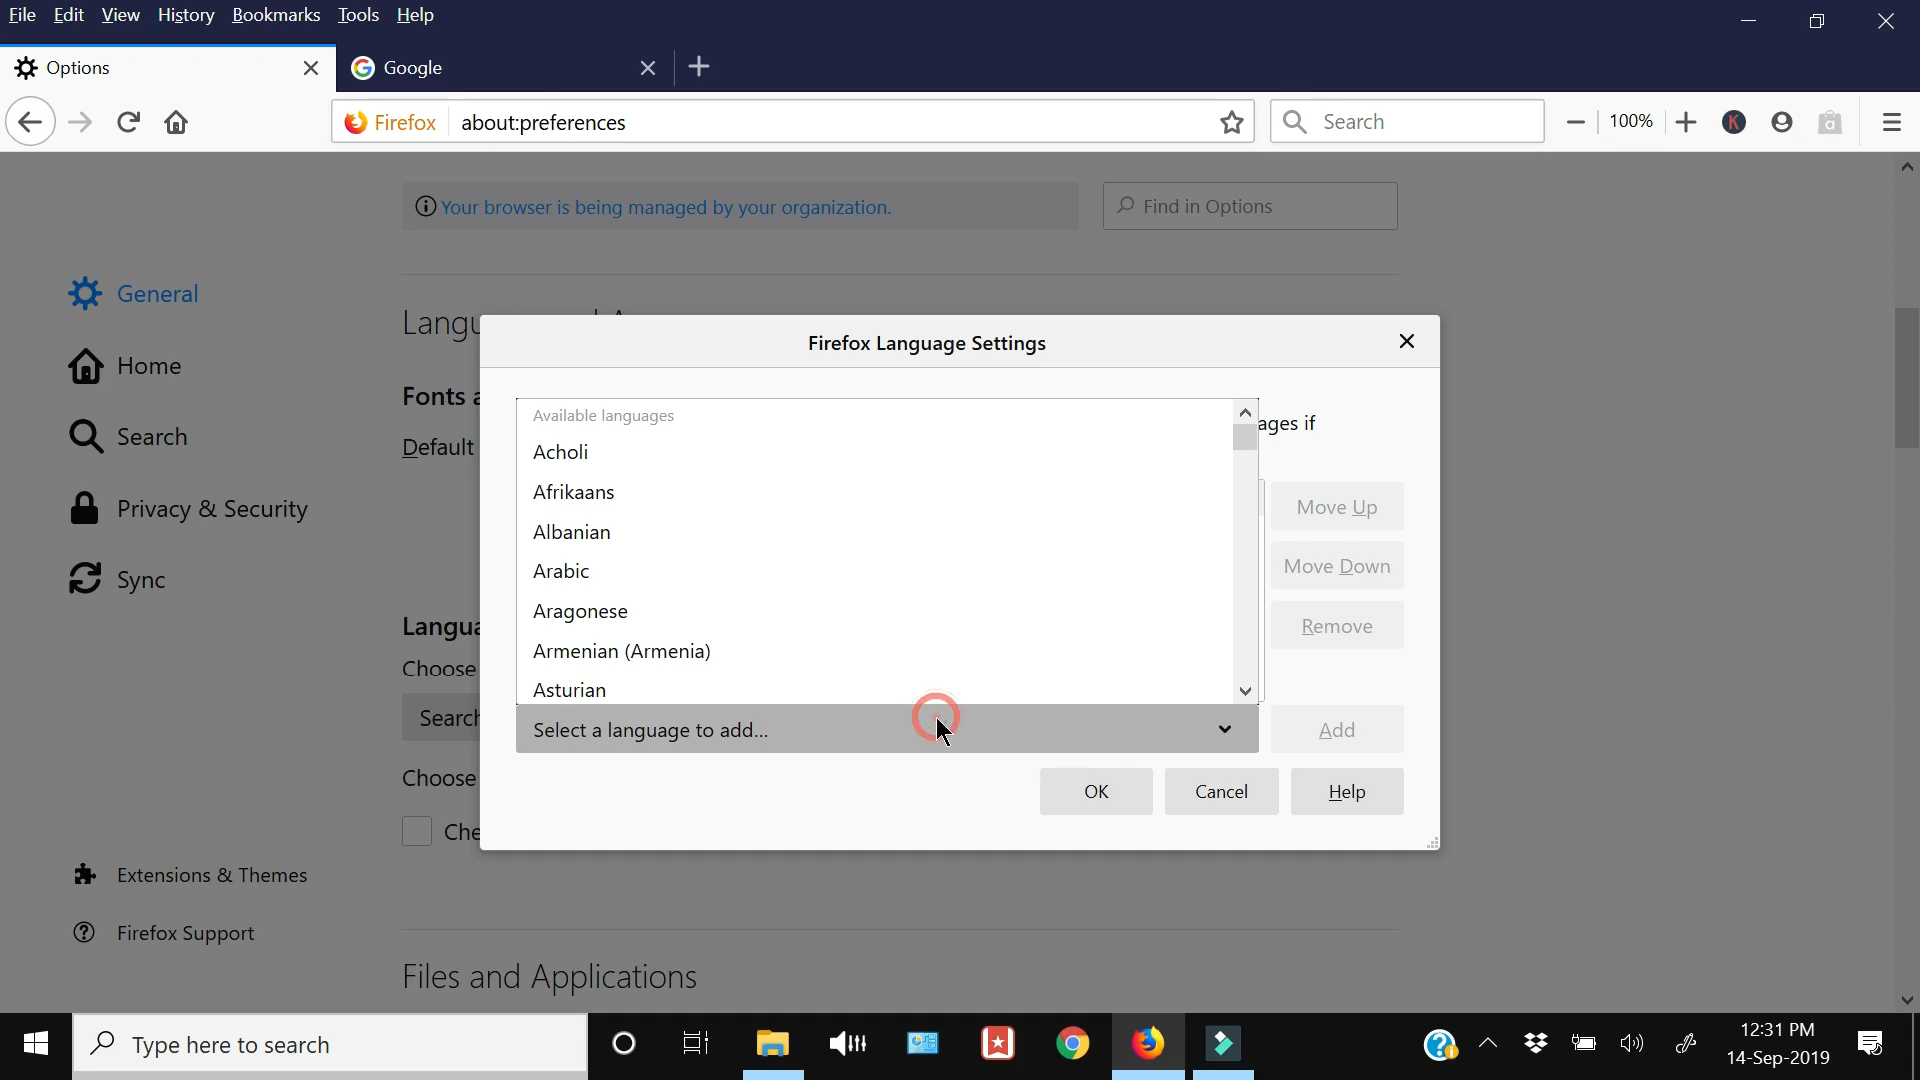 File Edit View History Bookmarks Tools Help
Options
Google
Firefox
about:preferences
Search
100%
K
a
Your browser is being managed by your organization.
Find in Options
General
Home
Search
Privacy & Security
Sync
Extensions & Themes
Firefox Support
Langu
Fonts a
Default
Langua
Choose
Search
Choose
Che
Files and Applications
Firefox Language Settings
ages if
Available languages
Acholi
Afrikaans
Albanian
Arabic
Aragonese
Armenian (Armenia)
Asturian
Select a language to add...
Move Up
Move Down
Remove
Add
OK
Cancel
Help
Type here to search
12:31 PM
14-Sep-2019